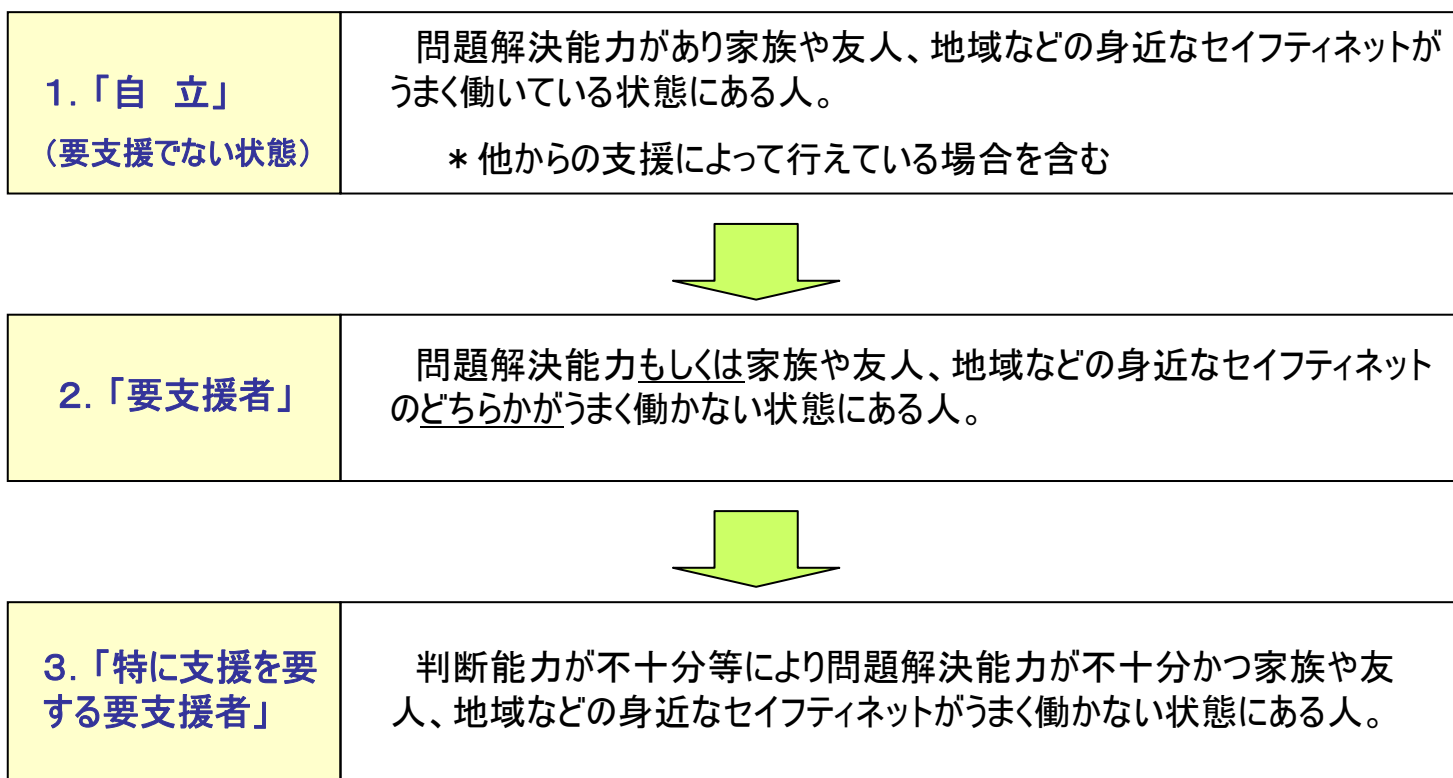 1.「自　立」
（要支援でない状態）
問題解決能力があり家族や友人、地域などの身近なセイフティネットが
うまく働いている状態にある人。
＊他からの支援によって行えている場合を含む
2.「要支援者」
問題解決能力もしくは家族や友人、地域などの身近なセイフティネット
のどちらかがうまく働かない状態にある人。
3.「特に支援を要
する要支援者」
判断能力が不十分等により問題解決能力が不十分かつ家族や友
人、地域などの身近なセイフティネットがうまく働かない状態にある人。